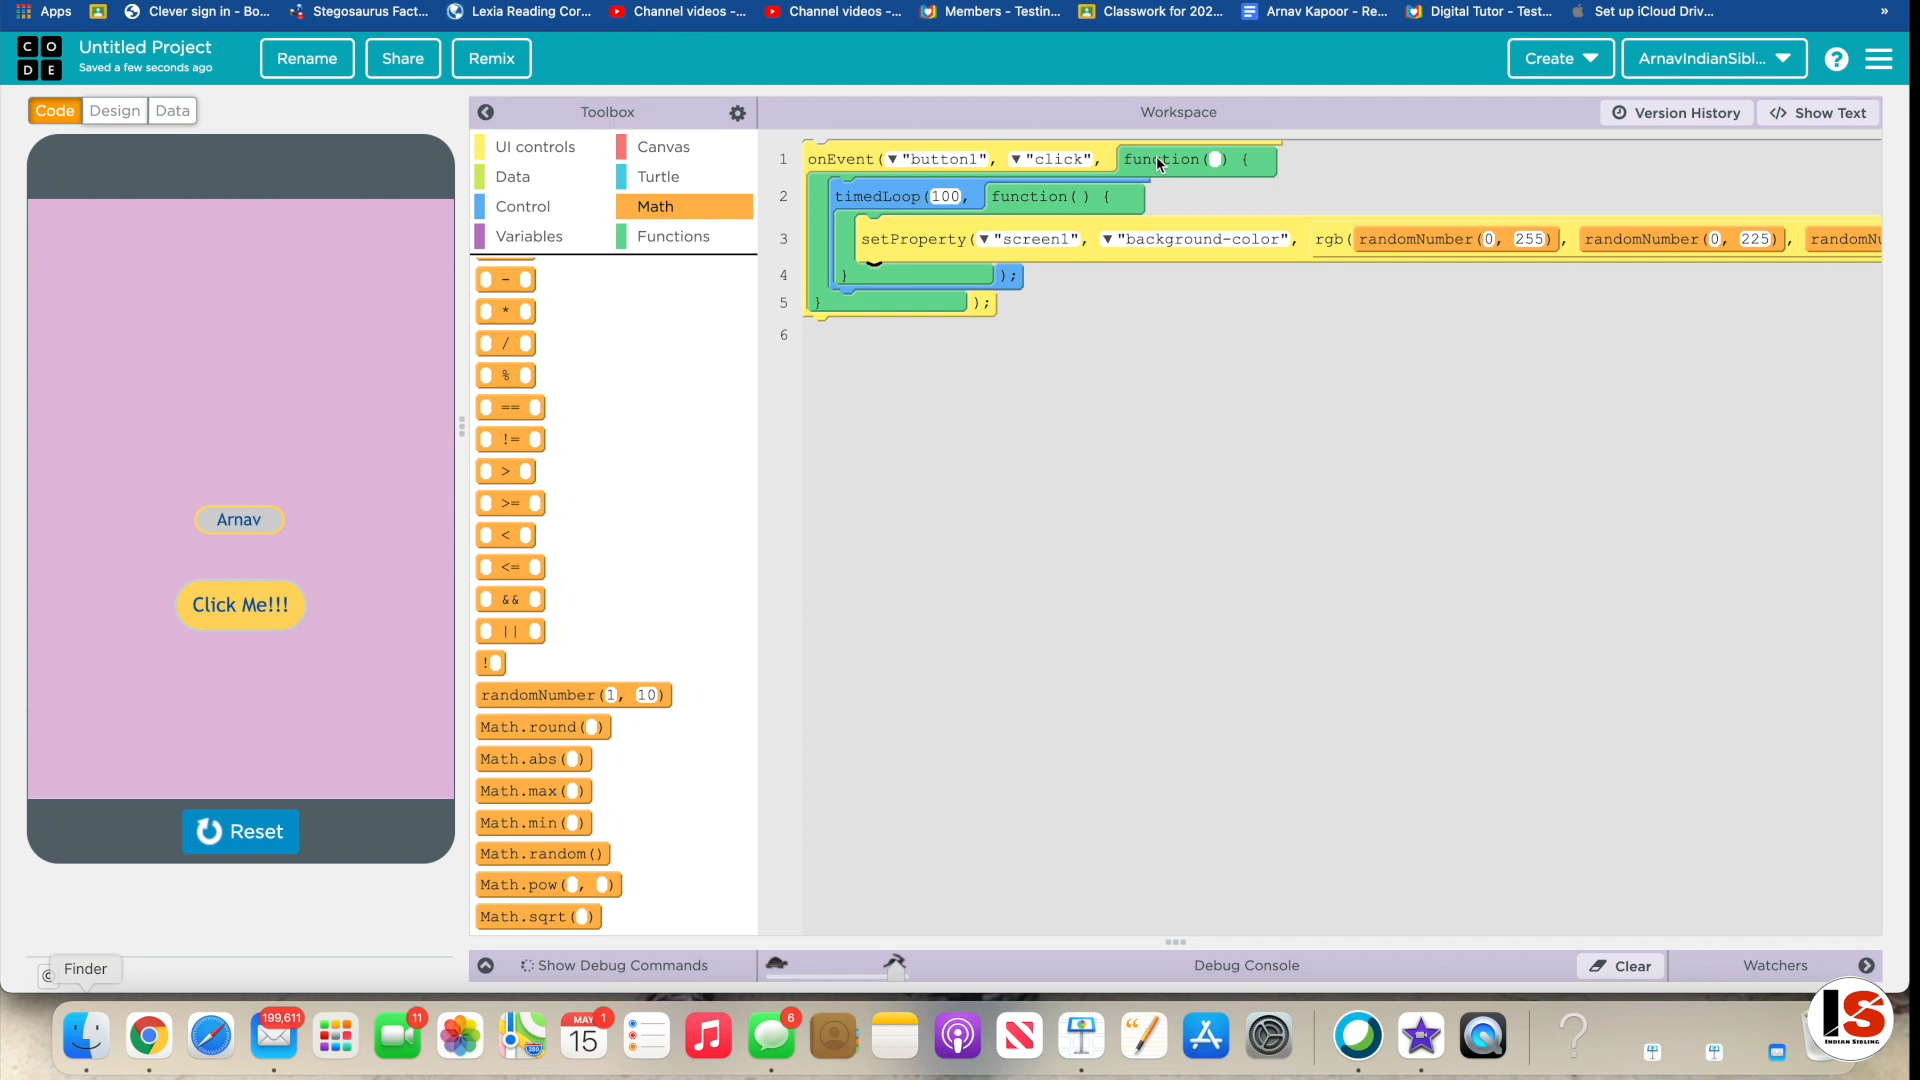 Apps
Clever sign in - Bo...
Stegosaurus Fact...
Lexia Reading Cor...
Channel videos -...
Channel videos -...
Members - Testin...
Classwork for 202...
Arnav Kapoor - Re...
Digital Tutor - Test...
Set up iCloud Driv...
»
CODE
Untitled Project
Saved a few seconds ago
Rename
Share
Remix
Create
ArnavIndianSibl...
?
Code
Design
Data
Toolbox
Workspace
Version History
</> Show Text
UI controls
Canvas
Data
Turtle
Control
Math
Variables
Functions
1 onEvent(▼"button1", ▼"click", function( ) {
2 timedLoop(100, function() {
3 setProperty(▼"screen1", ▼"background-color", rgb(randomNumber(0, 255), randomNumber(0, 225), randomNu
4 } );
5 } );
6
-
*
/
%
==
!=
>
>=
<
<=
&&
||
!
randomNumber(1, 10)
Math.round( )
Math.abs( )
Math.max( )
Math.min( )
Math.random()
Math.pow( , )
Math.sqrt( )
Arnav
Click Me!!!
Reset
©
Finder
Show Debug Commands
Debug Console
Clear
Watchers
199,611
11
MAY
15
1
6
280
?
IS
INDIAN SIBLING